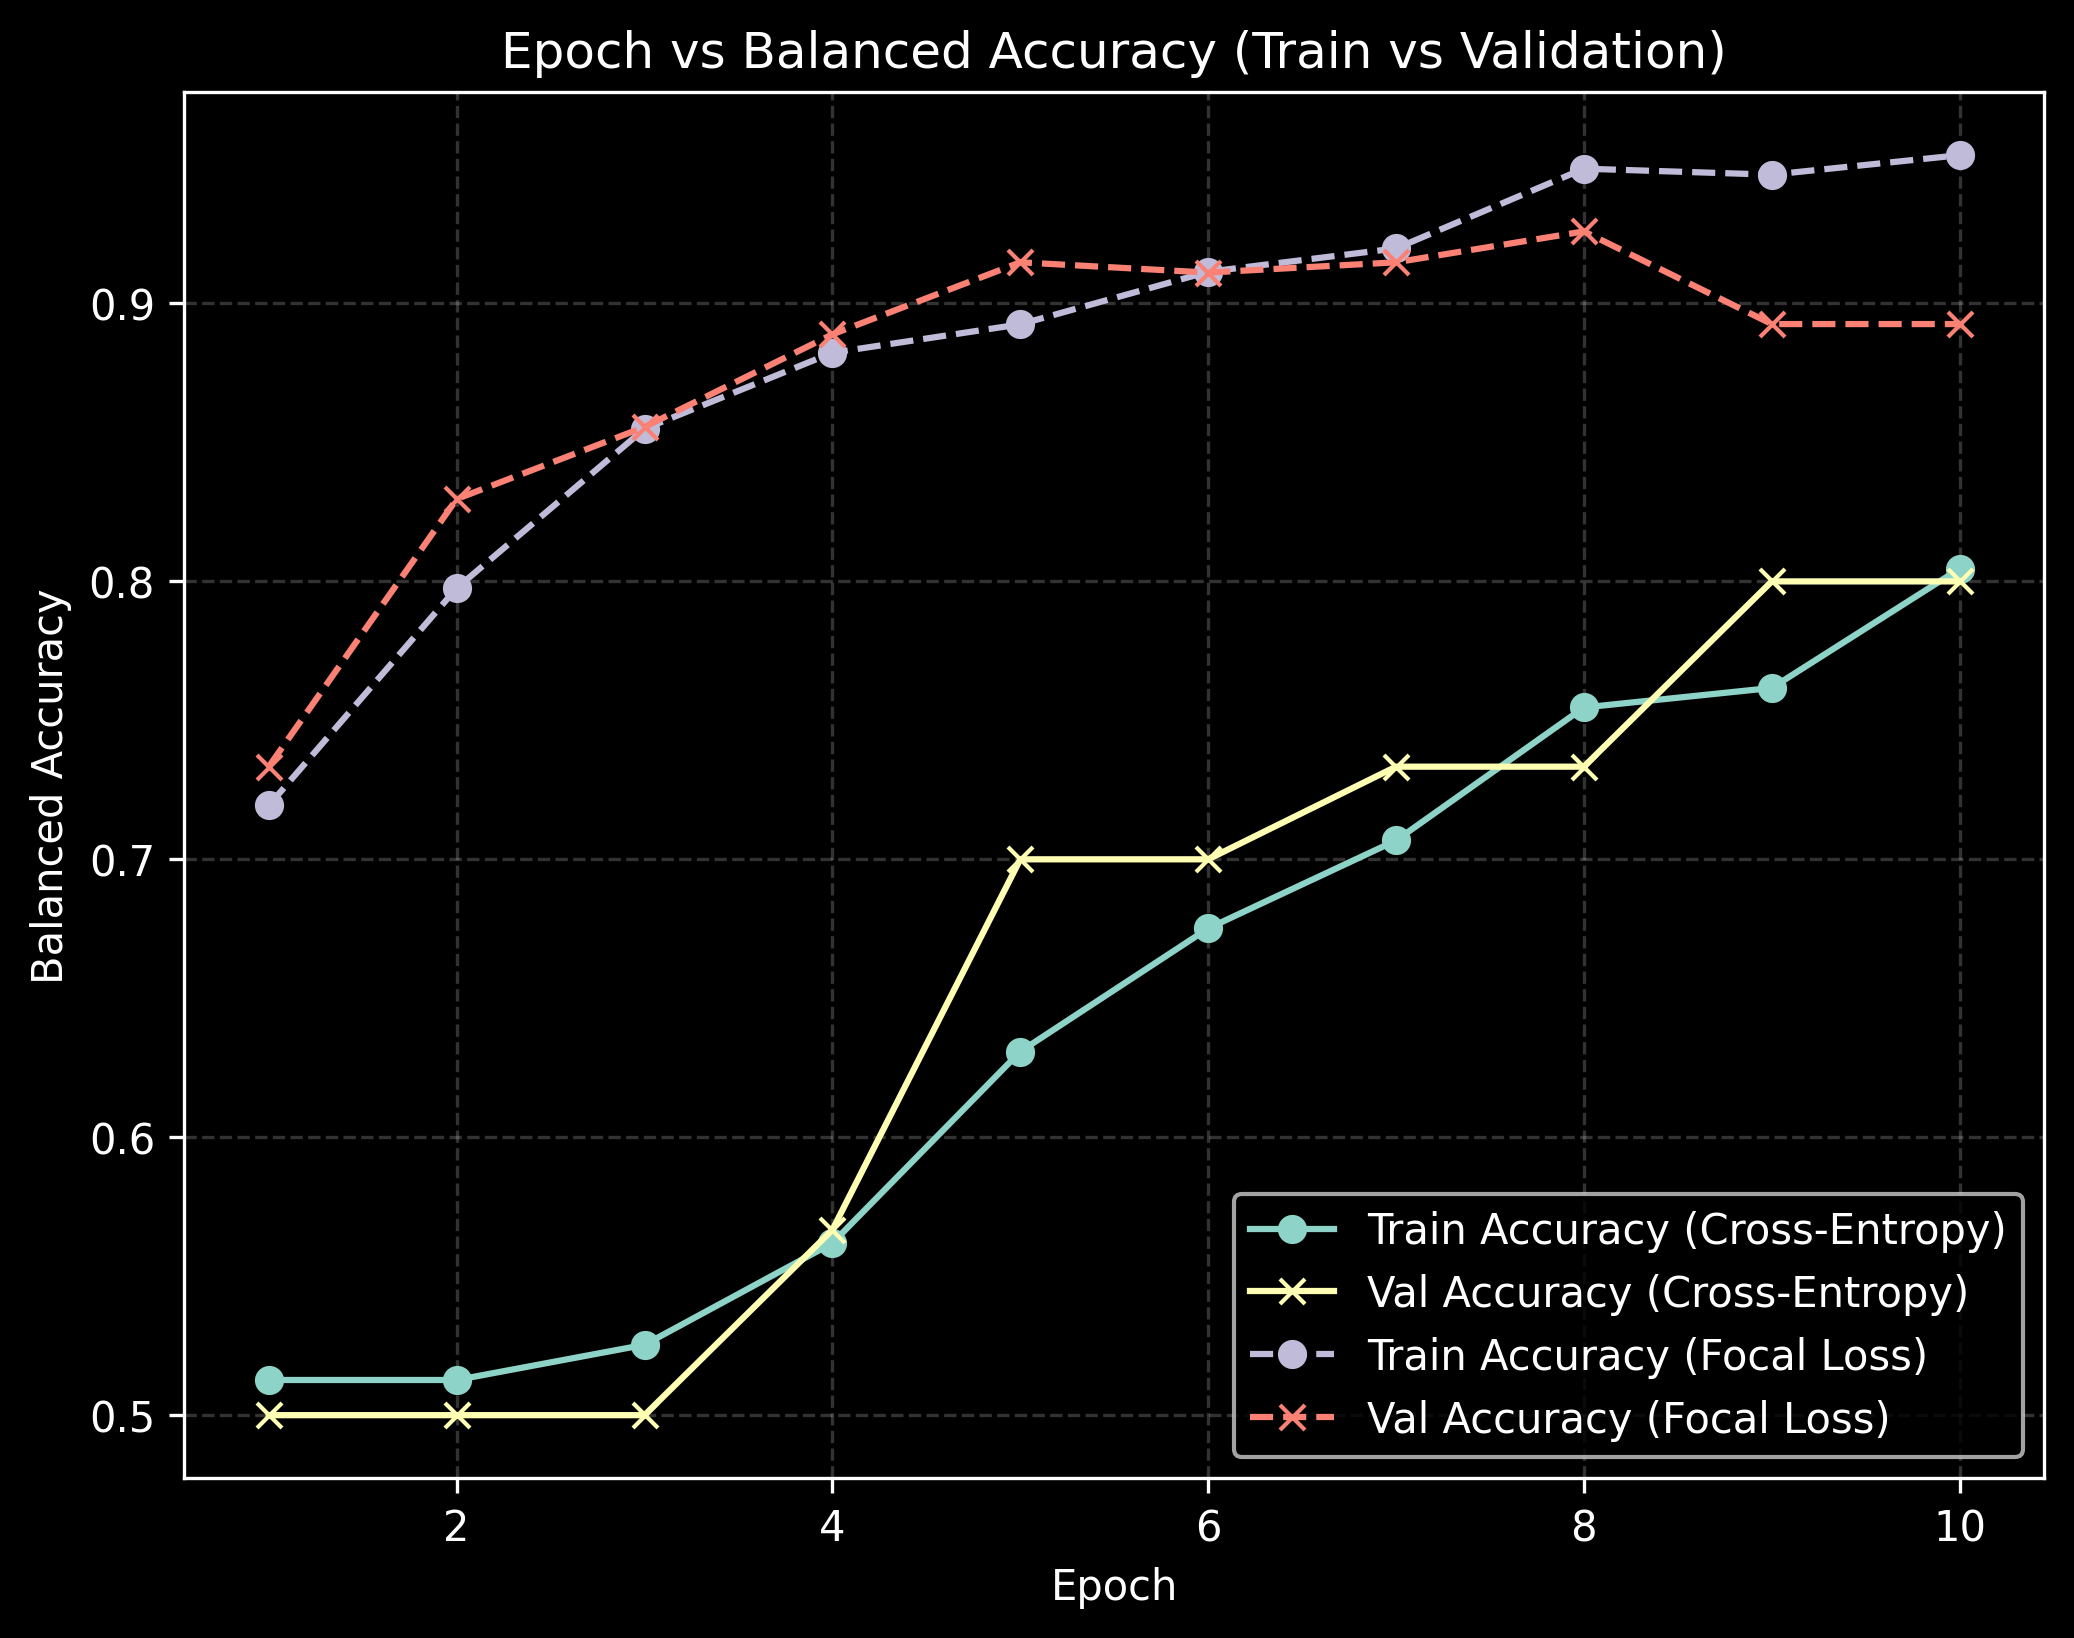 Epoch vs Balanced Accuracy (Train vs Validation)
Balanced Accuracy
0.9
0.8
0.7
0.6
0.5
Train Accuracy (Cross-Entropy)
Val Accuracy (Cross-Entropy)
Train Accuracy (Focal Loss)
Val Accuracy (Focal Loss)
2 4 6 8 10
Epoch